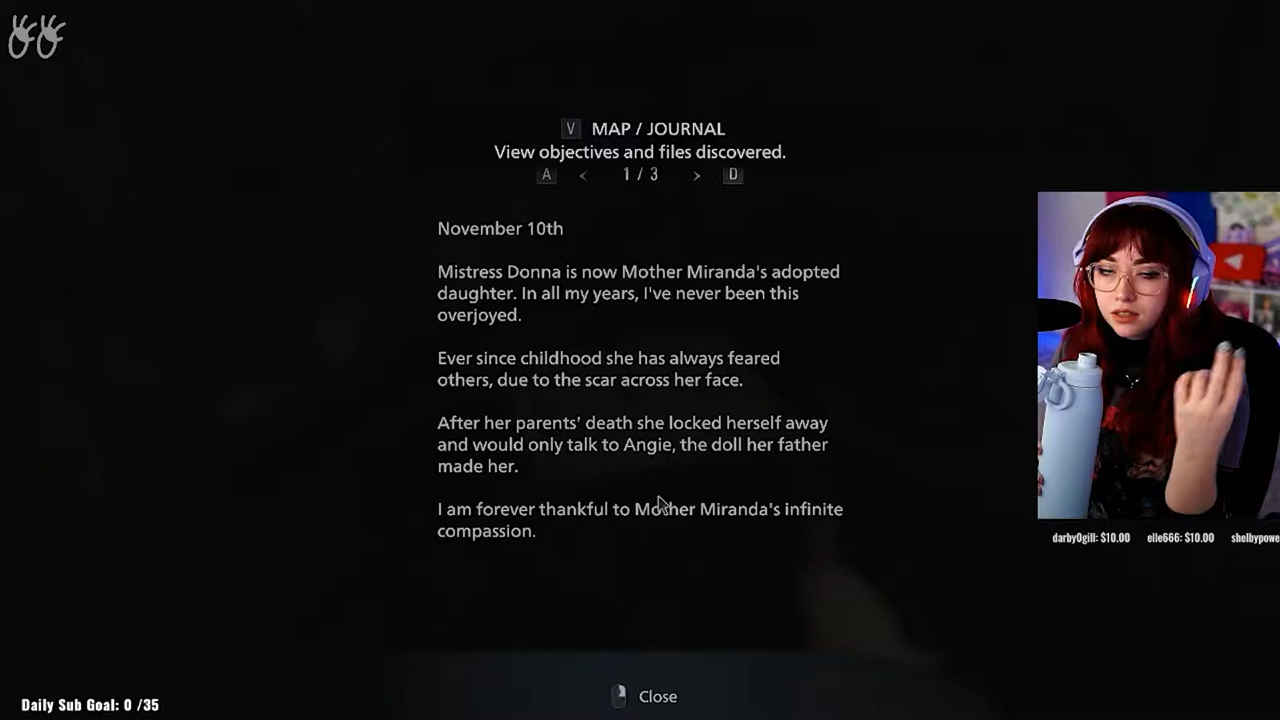 V MAP / JOURNAL
View objectives and files discovered.
A < 1 / 3 > D
November 10th
Mistress Donna is now Mother Miranda's adopted
daughter. In all my years, I've never been this
overjoyed.
Ever since childhood she has always feared
others, due to the scar across her face.
After her parents' death she locked herself away
and would only talk to Angie, the doll her father
made her.
I am forever thankful to Mother Miranda's infinite
compassion.
darby0gill: $10.00 elle666: $10.00 shelbypowe
Close
Daily Sub Goal: 0 /35